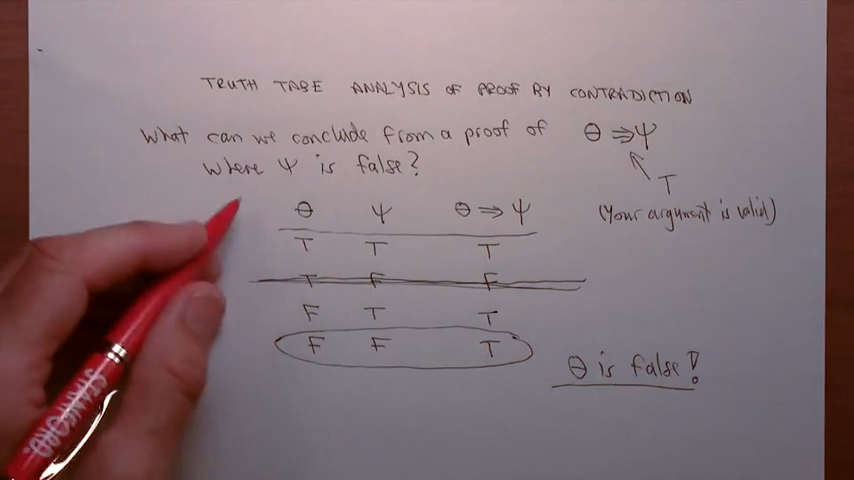 TRUTH TABE ANALYSIS OF PROOF BY CONTRADICTION
What can we conclude from a proof of θ ⇒ ψ
where ψ is false?
T
(Your argument is valid)
θ ψ θ ⇒ ψ
T T T
T F F
F T T
F F T
θ is false!
STANFORD